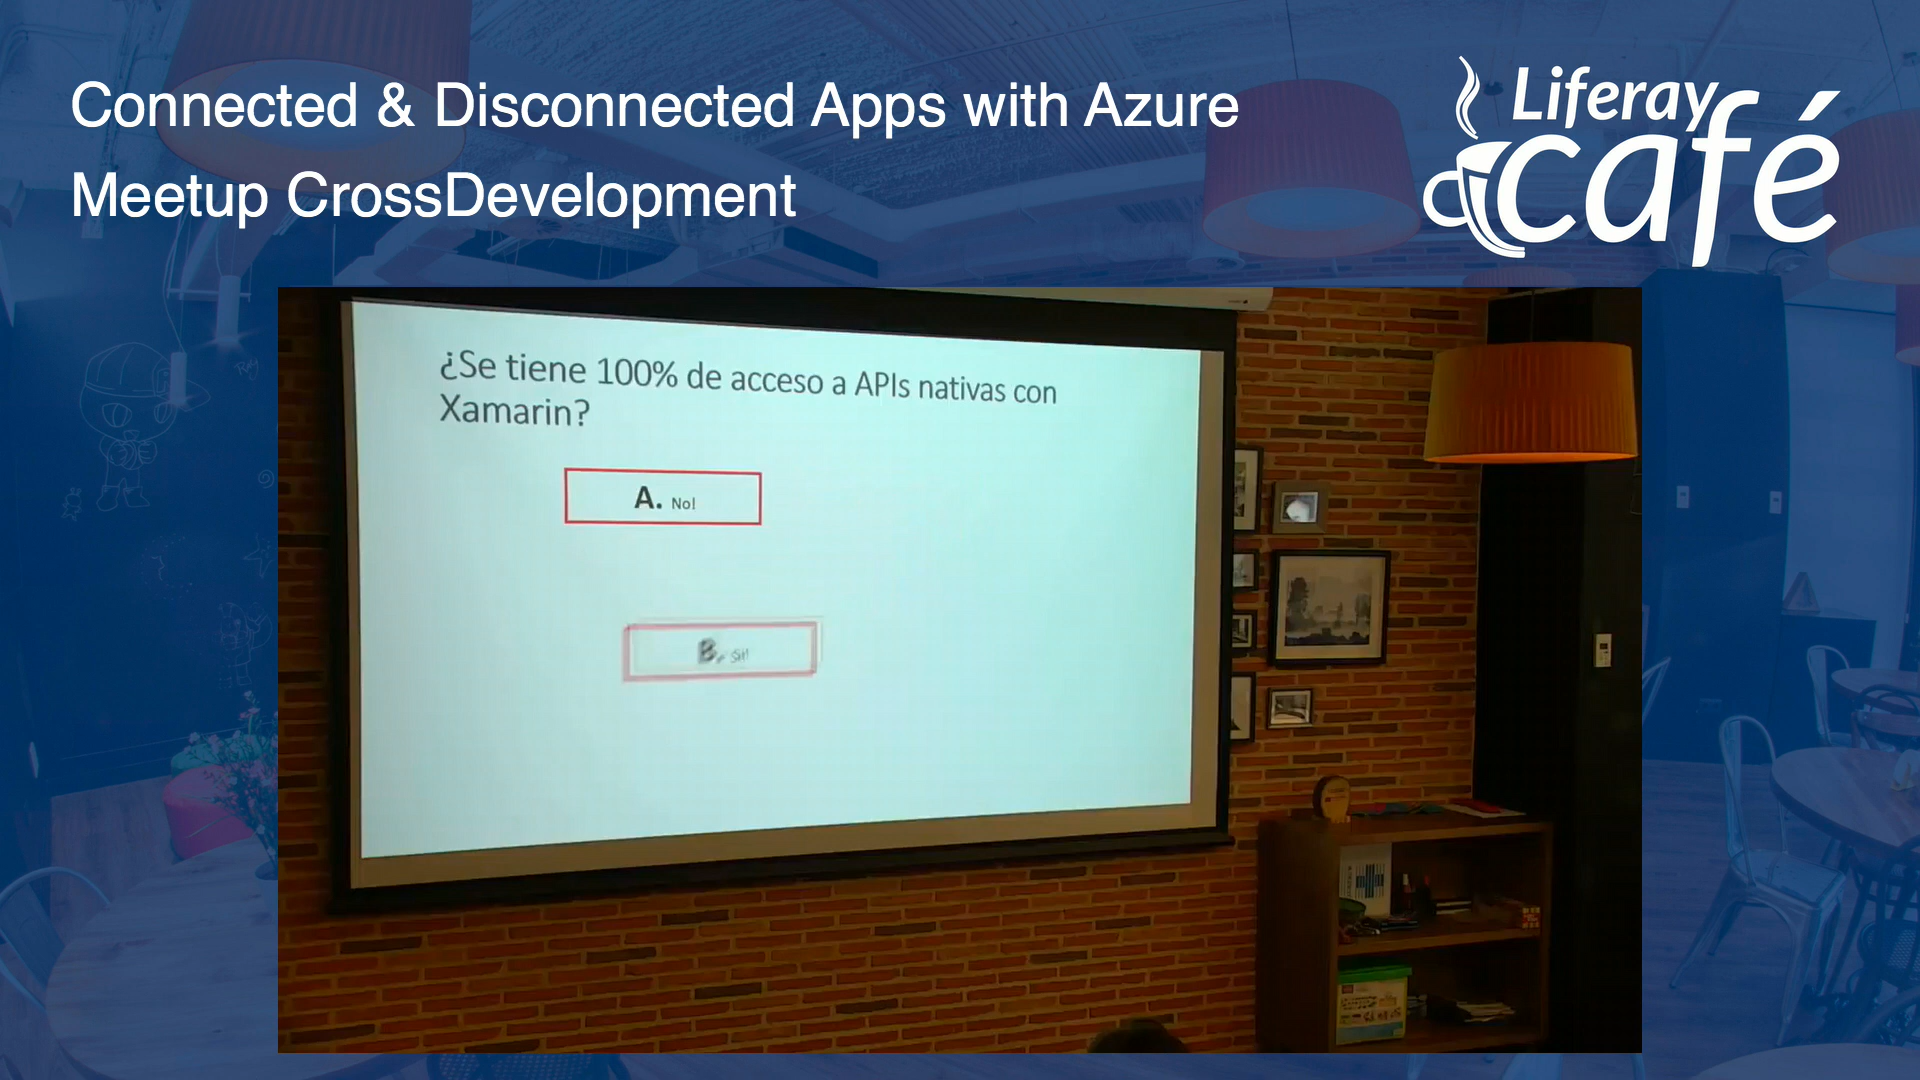 Connected & Disconnected Apps with Azure
Meetup CrossDevelopment
Liferay
café
¿Se tiene 100% de acceso a APIs nativas con
Xamarin?
A. No!
B.